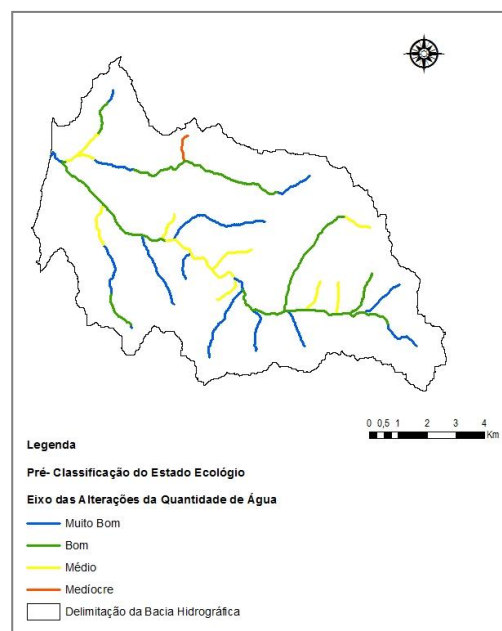 0 0,5 1 2 3 4
Km
Legenda
Pré- Classificação do Estado Ecológio
Eixo das Alterações da Quantidade de Água
Muito Bom
Bom
Médio
Medíocre
Delimitação da Bacia Hidrográfica